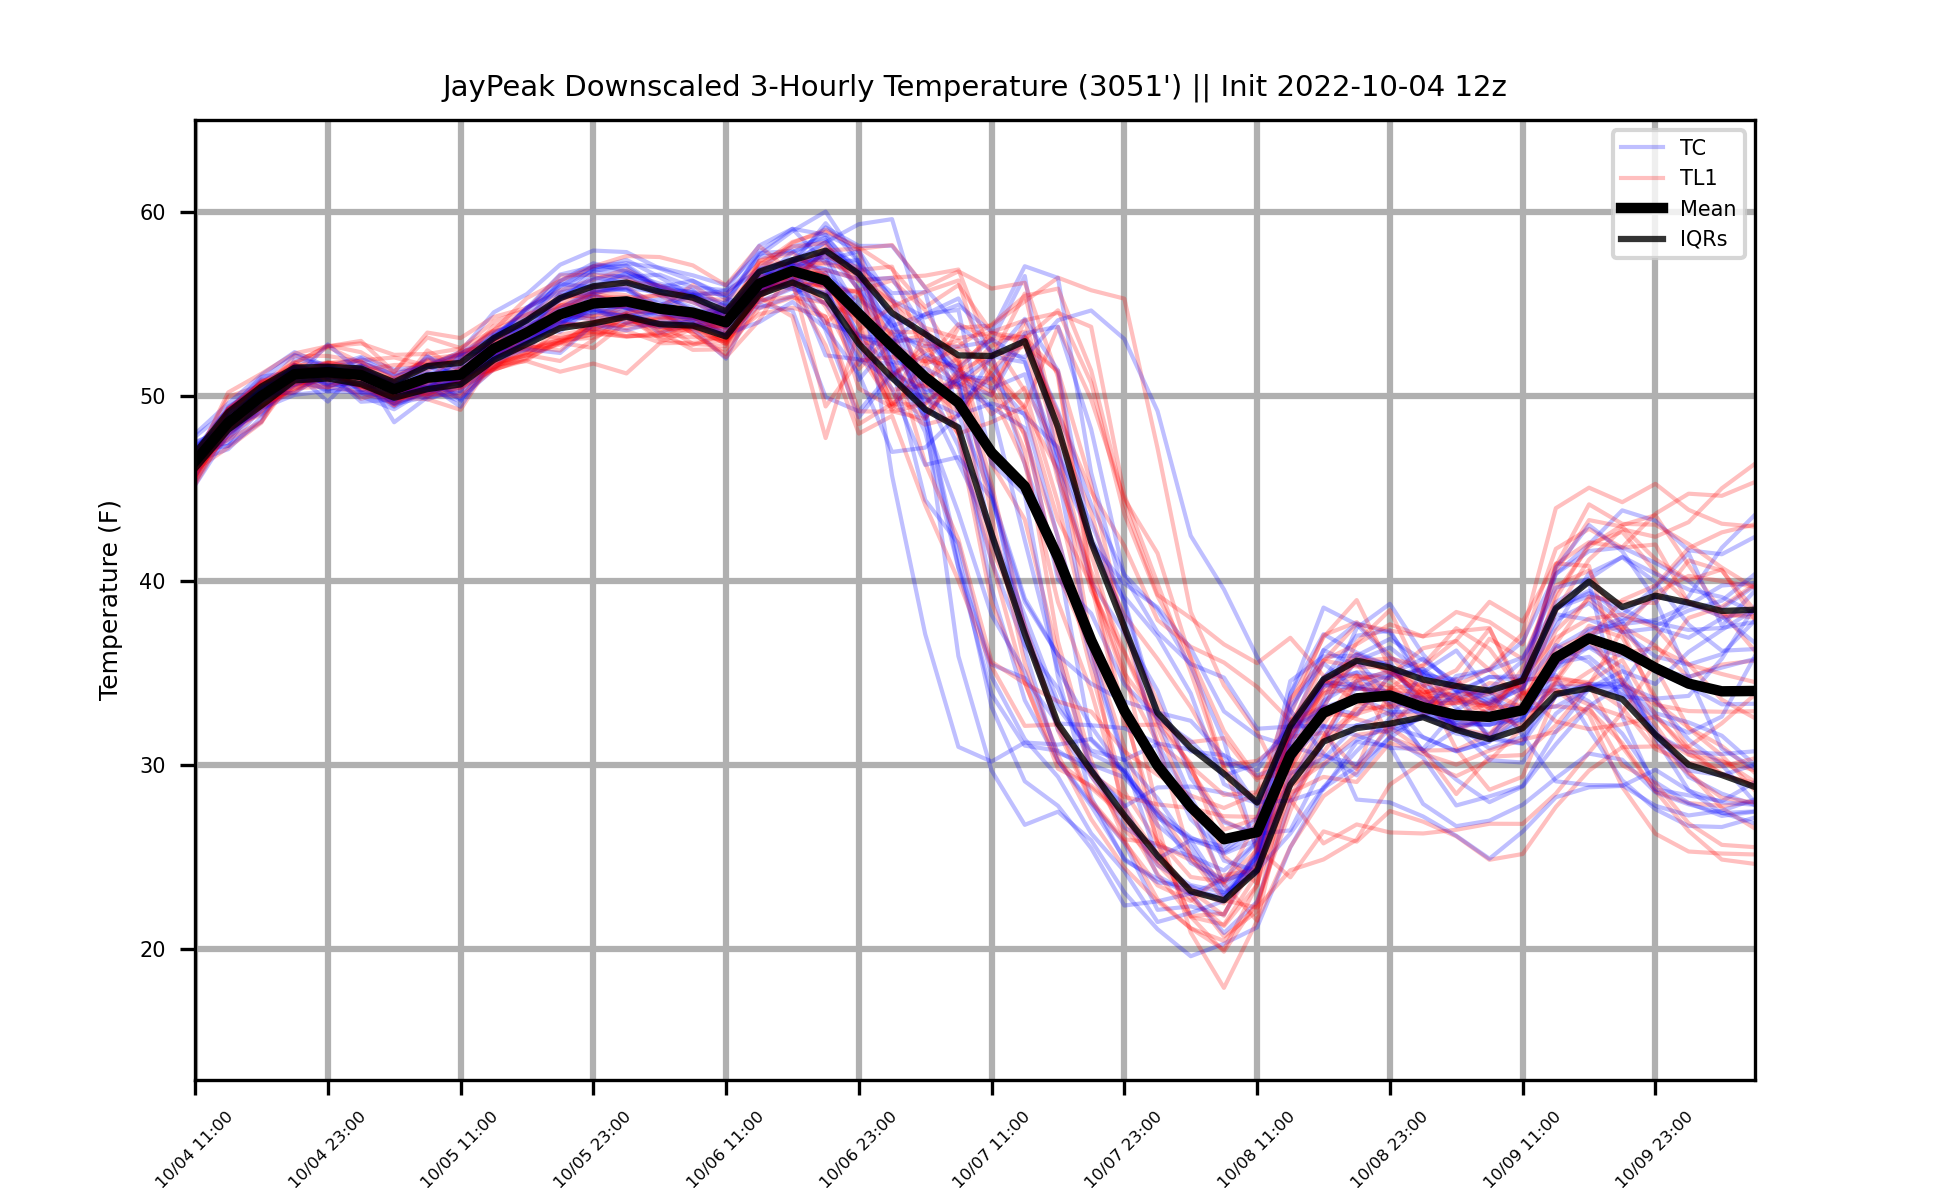 JayPeak Downscaled 3-Hourly Temperature (3051') || Init 2022-10-04 12z
TC
TL1
Mean
IQRs
Temperature (F)
60
50
40
30
20
10/04 11:00
10/04 23:00
10/05 11:00
10/05 23:00
10/06 11:00
10/06 23:00
10/07 11:00
10/07 23:00
10/08 11:00
10/08 23:00
10/09 11:00
10/09 23:00